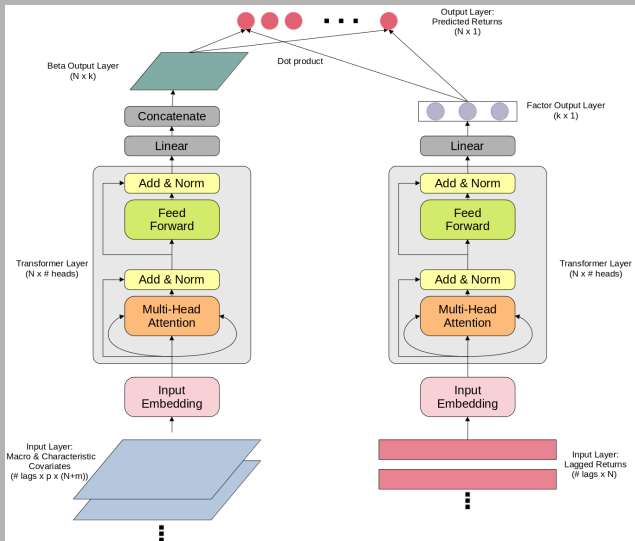 Output Layer:
Predicted Returns
(N x 1)
Beta Output Layer
(N x k)
Dot product
Factor Output Layer
(k x 1)
Concatenate
Linear
Linear
Add & Norm
Feed
Forward
Add & Norm
Multi-Head
Attention
Transformer Layer
(N x # heads)
Add & Norm
Feed
Forward
Add & Norm
Multi-Head
Attention
Transformer Layer
(N x # heads)
Input
Embedding
Input
Embedding
Input Layer:
Macro & Characteristic
Covariates
(# lags x p x (N+m))
Input Layer:
Lagged Returns
(# lags x N)